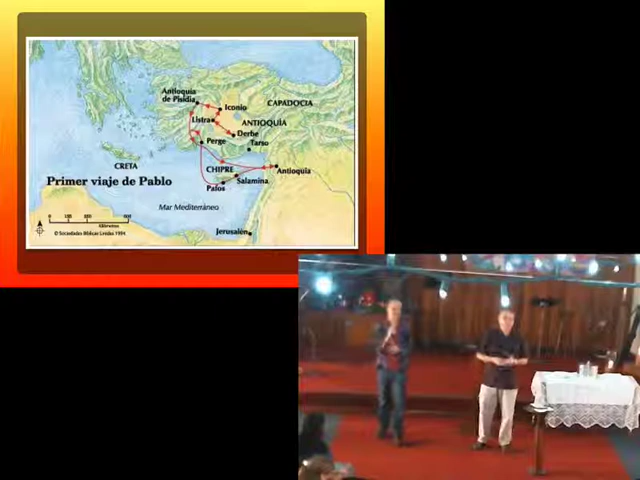 Antioquía
de Pisidia
Iconio
CAPADOCIA
Listra
ANTIOQUÍA
Derbe
Perge
Tarso
CRETA
CHIPRE
Antioquía
Primer viaje de Pablo
Salamina
Pafos
Mar Mediterráneo
Kilómetros
© Sociedades Bíblicas Unidas 1994
Jerusalén